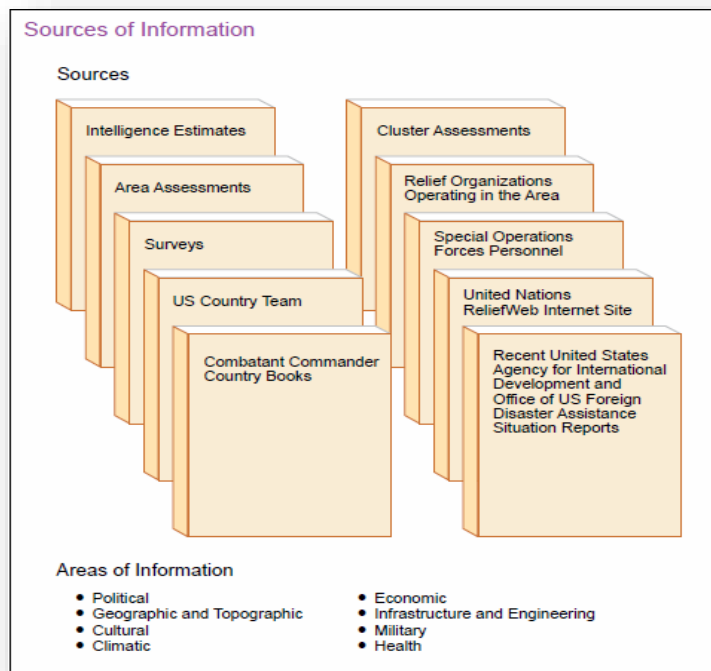 Sources of Information
Sources
Intelligence Estimates
Area Assessments
Surveys
US Country Team
Combatant Commander
Country Books
Cluster Assessments
Relief Organizations
Operating in the Area
Special Operations
Forces Personnel
United Nations
ReliefWeb Internet Site
Recent United States
Agency for International
Development and
Office of US Foreign
Disaster Assistance
Situation Reports
Areas of Information
• Political
• Geographic and Topographic
• Cultural
• Climatic
• Economic
• Infrastructure and Engineering
• Military
• Health